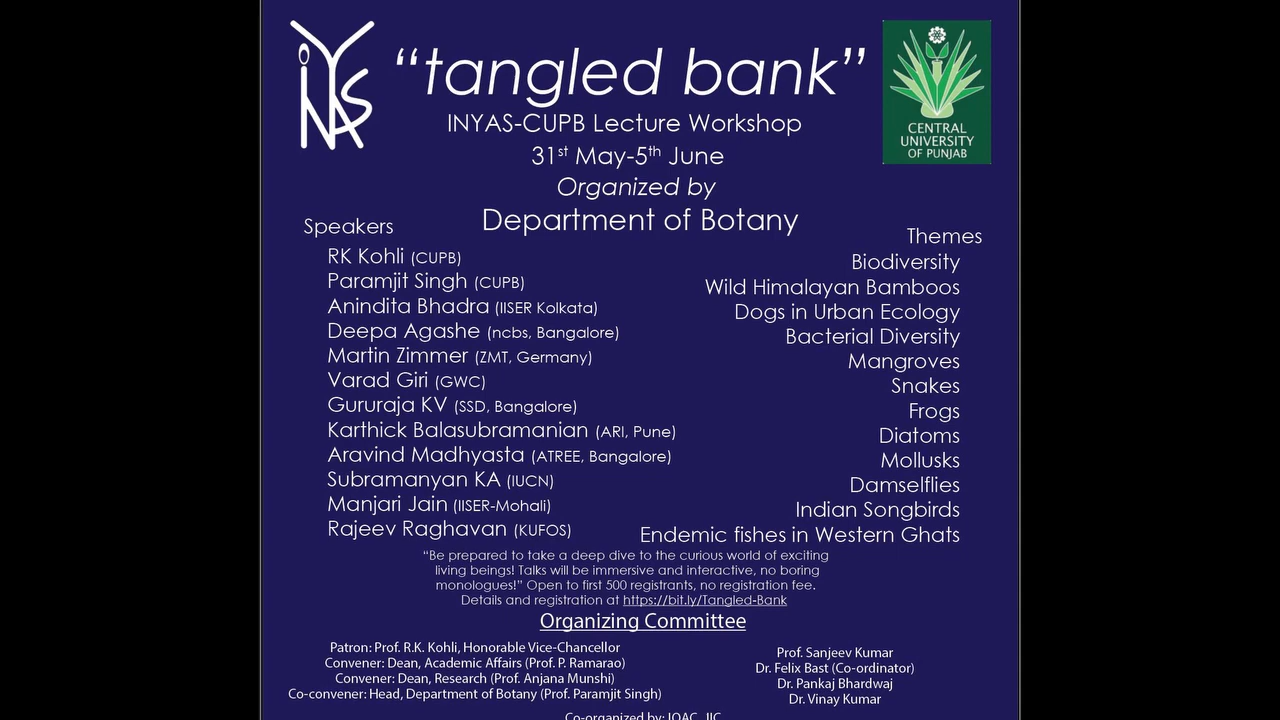 iNYAS
“tangled bank”
INYAS-CUPB Lecture Workshop
31st May-5th June
Organized by
Department of Botany
CENTRAL
UNIVERSITY
OF PUNJAB
Speakers
RK Kohli (CUPB)
Paramjit Singh (CUPB)
Anindita Bhadra (IISER Kolkata)
Deepa Agashe (ncbs, Bangalore)
Martin Zimmer (ZMT, Germany)
Varad Giri (GWC)
Gururaja KV (SSD, Bangalore)
Karthick Balasubramanian (ARI, Pune)
Aravind Madhyasta (ATREE, Bangalore)
Subramanyan KA (IUCN)
Manjari Jain (IISER-Mohali)
Rajeev Raghavan (KUFOS)
Themes
Biodiversity
Wild Himalayan Bamboos
Dogs in Urban Ecology
Bacterial Diversity
Mangroves
Snakes
Frogs
Diatoms
Mollusks
Damselflies
Indian Songbirds
Endemic fishes in Western Ghats
“Be prepared to take a deep dive to the curious world of exciting
living beings! Talks will be immersive and interactive, no boring
monologues!” Open to first 500 registrants, no registration fee.
Details and registration at https://bit.ly/Tangled-Bank
Organizing Committee
Patron: Prof. R.K. Kohli, Honorable Vice-Chancellor
Convener: Dean, Academic Affairs (Prof. P. Ramarao)
Convener: Dean, Research (Prof. Anjana Munshi)
Co-convener: Head, Department of Botany (Prof. Paramjit Singh)
Prof. Sanjeev Kumar
Dr. Felix Bast (Co-ordinator)
Dr. Pankaj Bhardwaj
Dr. Vinay Kumar
Co-organized by: